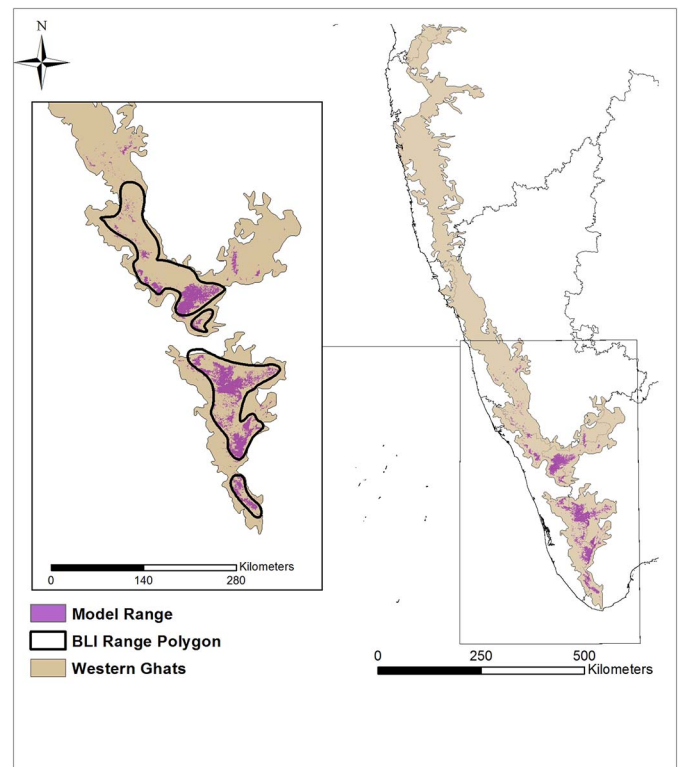 N
Kilometers
0 140 280
Model Range
BLI Range Polygon
Western Ghats
0 250 500
Kilometers